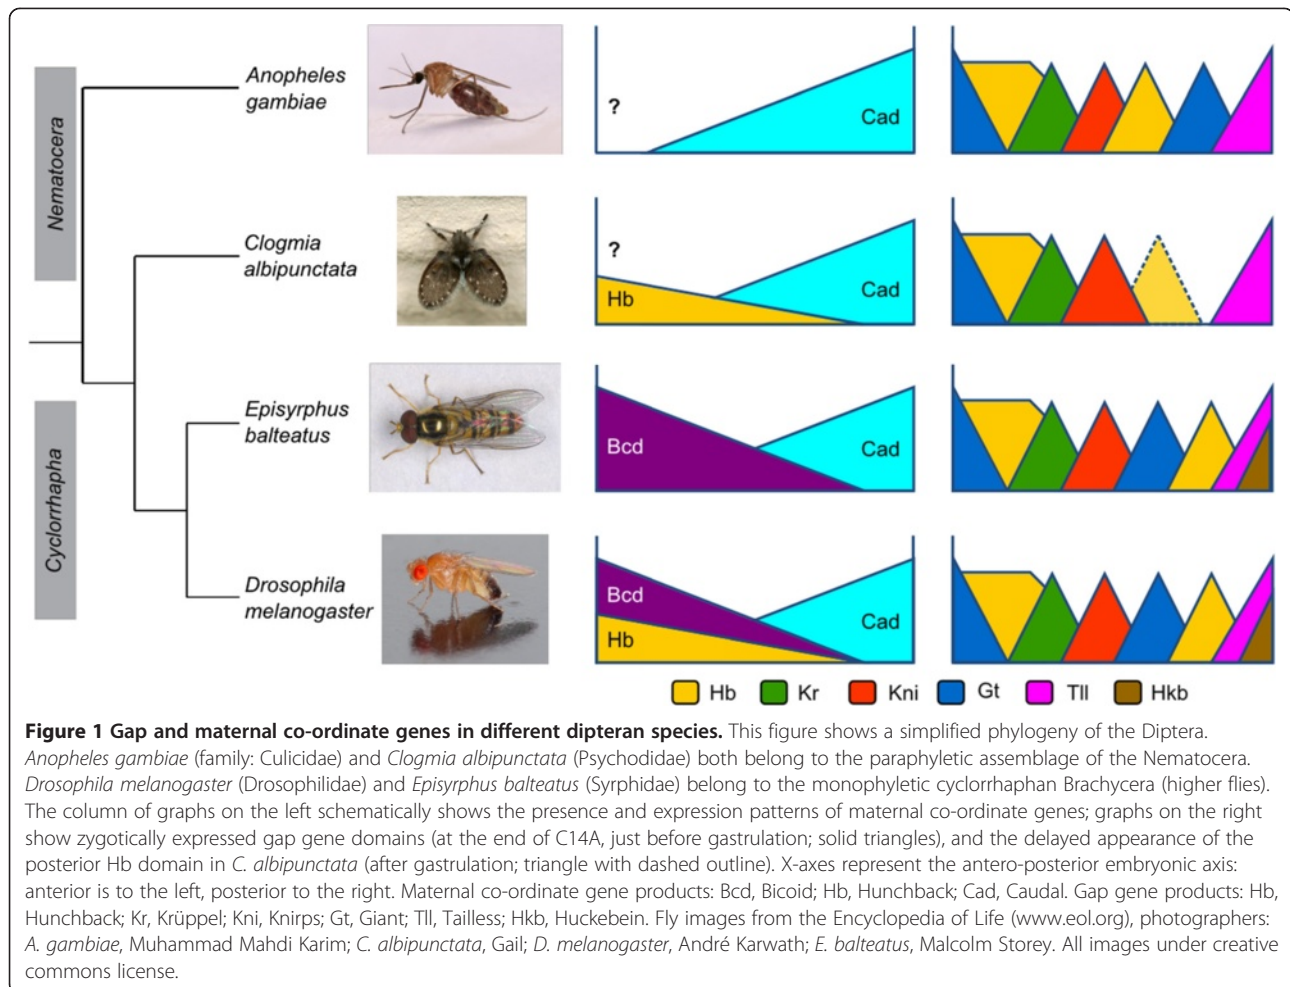 Nematocera
Anopheles
gambiae
?
Cad
Clogmia
albipunctata
?
Hb
Cad
Cyclorrhapha
Episyrphus
balteatus
Bcd
Cad
Drosophila
melanogaster
Bcd
Hb
Cad
Hb
Kr
Kni
Gt
Tll
Hkb
Figure 1 Gap and maternal co-ordinate genes in different dipteran species. This figure shows a simplified phylogeny of the Diptera.
Anopheles gambiae (family: Culicidae) and Clogmia albipunctata (Psychodidae) both belong to the paraphyletic assemblage of the Nematocera.
Drosophila melanogaster (Drosophilidae) and Episyrphus balteatus (Syrphidae) belong to the monophyletic cyclorrhaphan Brachycera (higher flies).
The column of graphs on the left schematically shows the presence and expression patterns of maternal co-ordinate genes; graphs on the right
show zygotically expressed gap gene domains (at the end of C14A, just before gastrulation; solid triangles), and the delayed appearance of the
posterior Hb domain in C. albipunctata (after gastrulation; triangle with dashed outline). X-axes represent the antero-posterior embryonic axis:
anterior is to the left, posterior to the right. Maternal co-ordinate gene products: Bcd, Bicoid; Hb, Hunchback; Cad, Caudal. Gap gene products: Hb,
Hunchback; Kr, Krüppel; Kni, Knirps; Gt, Giant; Tll, Tailless; Hkb, Huckebein. Fly images from the Encyclopedia of Life (www.eol.org), photographers:
A. gambiae, Muhammad Mahdi Karim; C. albipunctata, Gail; D. melanogaster, André Karwath; E. balteatus, Malcolm Storey. All images under creative
commons license.